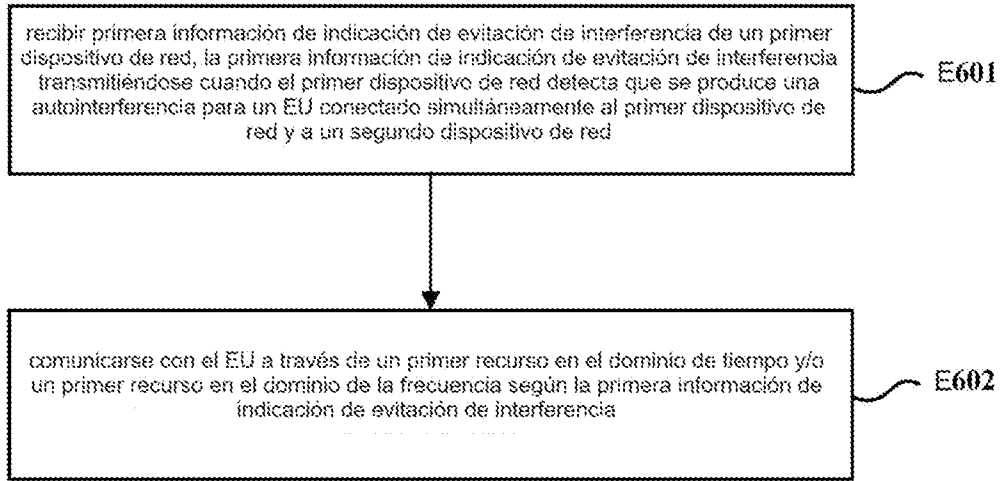 recibir primera información de indicación de evitación de interferencia de un primer
dispositivo de red, la primera información de indicación de evitación de interferencia
transmitiéndose cuando el primer dispositivo de red detecta que se produce una
autointerferencia para un EU conectado simultáneamente al primer dispositivo de
red y a un segundo dispositivo de red
E601
comunicarse con el EU a través de un primer recurso en el dominio de tiempo y/o
un primer recurso en el dominio de la frecuencia según la primera información de
indicación de evitación de interferencia
E602